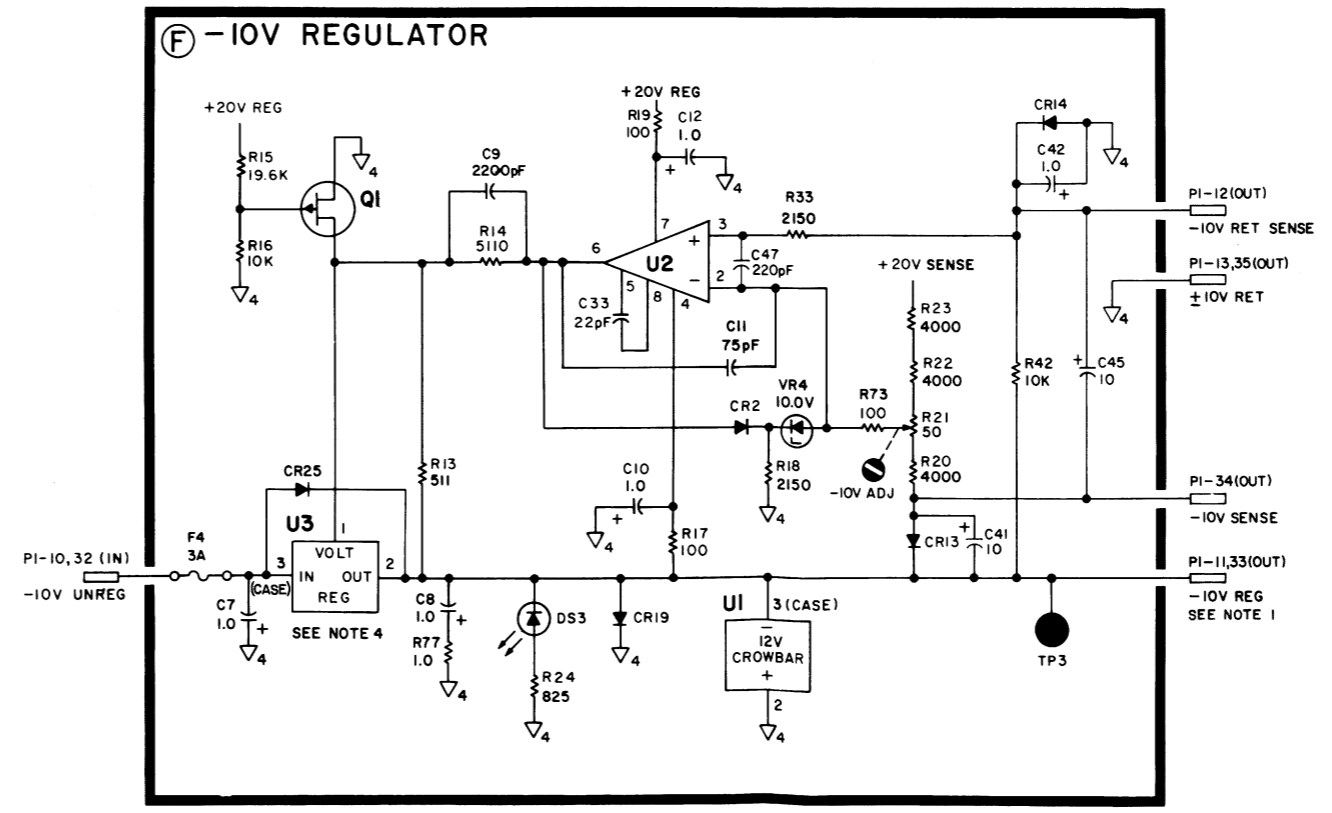 F -10V REGULATOR
+20V REG
R15
19.6K
Q1
4
R16
10K
4
C9
2200pF
R14
5110
+20V REG
R19
100
C12
1.0
+
4
6
7
3
+
U2
2
-
5
8
4
C33
22pF
C47
220pF
C11
75pF
R33
2150
+20V SENSE
R23
4000
R22
4000
R21
50
R20
4000
R73
100
-10V ADJ
VR4
10.0V
CR2
R18
2150
4
C10
1.0
+
4
R17
100
R13
511
CR14
4
C42
1.0
+
R42
10K
+
C45
10
CR13
+
C41
10
P1-12(OUT)
-10V RET SENSE
P1-13,35(OUT)
±10V RET
4
P1-34(OUT)
-10V SENSE
P1-11,33(OUT)
-10V REG
SEE NOTE 1
TP3
P1-10,32 (IN)
-10V UNREG
F4
3A
CR25
U3
1
3
(CASE)
VOLT
IN OUT
REG
2
SEE NOTE 4
C7
1.0
+
4
C8
1.0
+
R77
1.0
4
DS3
R24
825
4
CR19
4
U1
3 (CASE)
-
12V
CROWBAR
+
2
4